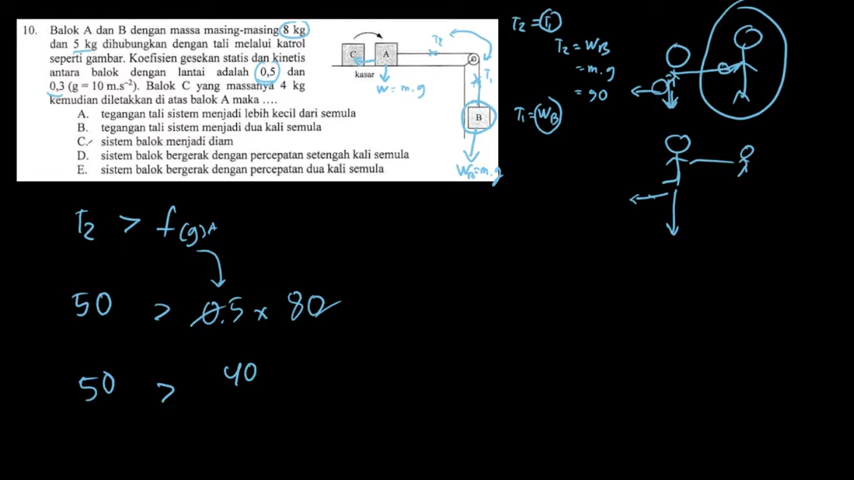 10. Balok A dan B dengan massa masing-masing 8 kg
dan 5 kg dihubungkan dengan tali melalui katrol
seperti gambar. Koefisien gesekan statis dan kinetis
antara balok dengan lantai adalah 0,5 dan
0,3 (g = 10 m.s⁻²). Balok C yang massanya 4 kg
kemudian diletakkan di atas balok A maka ....
A. tegangan tali sistem menjadi lebih kecil dari semula
B. tegangan tali sistem menjadi dua kali semula
C. sistem balok menjadi diam
D. sistem balok bergerak dengan percepatan setengah kali semula
E. sistem balok bergerak dengan percepatan dua kali semula
C
A
kasar
B
T₂
T₁
W=m.g
W_B=m.g
T₂ = T₁
T₂ = W_B
= m.g
= 50
T₁ = W_B
T₂ > f(g)A
50 > 0.5 x 80
50 > 40